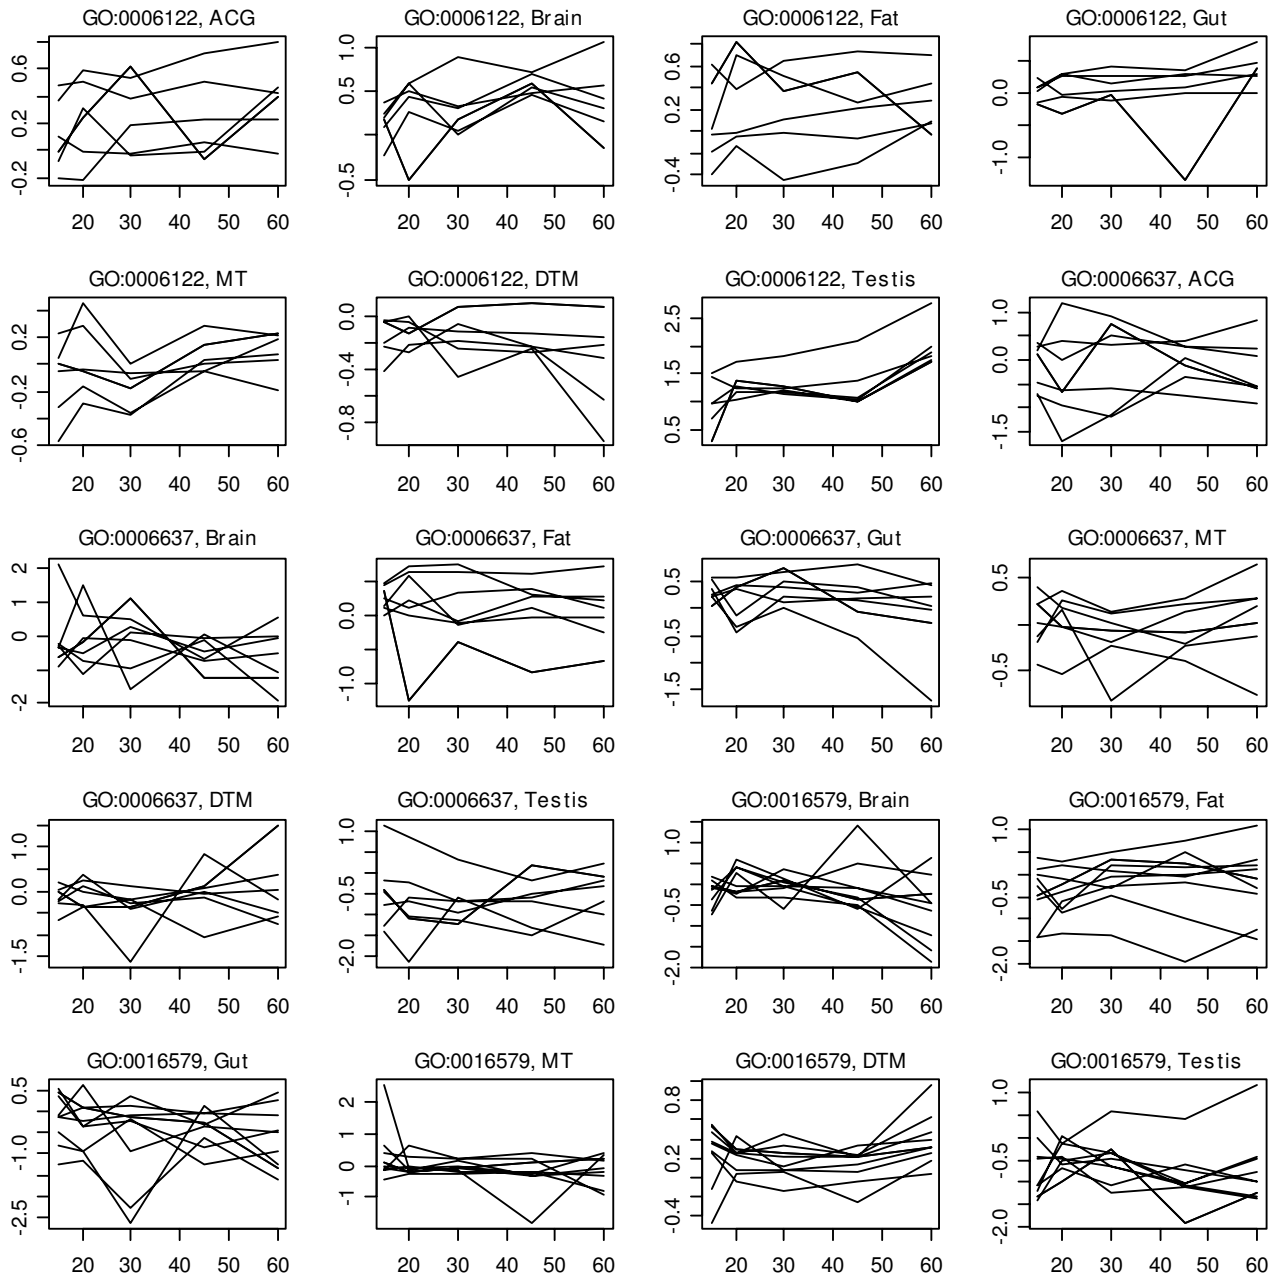 GO:0006122, ACG
GO:0006122, Brain
GO:0006122, Fat
GO:0006122, Gut
-0.2 0.2 0.6
20 30 40 50 60
-0.5 0.5 1.0
20 30 40 50 60
-0.4 0.2 0.6
20 30 40 50 60
-1.0 0.0
20 30 40 50 60
GO:0006122, MT
GO:0006122, DTM
GO:0006122, Testis
GO:0006637, ACG
-0.6 -0.2 0.2
20 30 40 50 60
-0.8 -0.4 0.0
20 30 40 50 60
0.5 1.5 2.5
20 30 40 50 60
-1.5 0.0 1.0
20 30 40 50 60
GO:0006637, Brain
GO:0006637, Fat
GO:0006637, Gut
GO:0006637, MT
-2 0 1 2
20 30 40 50 60
-1.0 0.0
20 30 40 50 60
-1.5 -0.5 0.5
20 30 40 50 60
-0.5 0.5
20 30 40 50 60
GO:0006637, DTM
GO:0006637, Testis
GO:0016579, Brain
GO:0016579, Fat
-1.5 0.0 1.0
20 30 40 50 60
-2.0 -0.5 1.0
20 30 40 50 60
-2.0 -0.5 1.0
20 30 40 50 60
-2.0 -0.5 1.0
20 30 40 50 60
GO:0016579, Gut
GO:0016579, MT
GO:0016579, DTM
GO:0016579, Testis
-2.5 -1.0 0.5
20 30 40 50 60
-1 0 1 2
20 30 40 50 60
-0.4 0.2 0.8
20 30 40 50 60
-2.0 -0.5 1.0
20 30 40 50 60